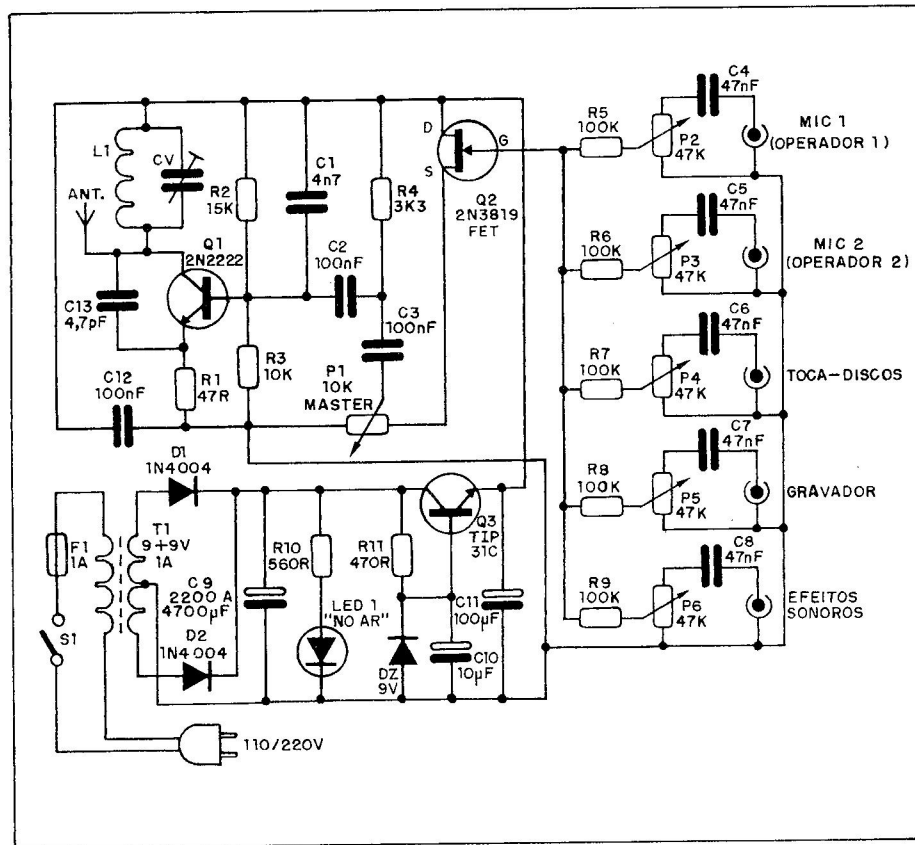 L1
CV
ANT.
C13
4,7pF
C12
100nF
Q1
2N2222
R1
47R
R2
15K
R3
10K
C1
4n7
C2
100nF
R4
3K3
C3
100nF
P1
10K
MASTER
D
G
S
Q2
2N3819
FET
R5
100K
P2
47K
C4
47nF
MIC 1
(OPERADOR 1)
R6
100K
P3
47K
C5
47nF
MIC 2
(OPERADOR 2)
R7
100K
P4
47K
C6
47nF
TOCA-DISCOS
R8
100K
P5
47K
C7
47nF
GRAVADOR
R9
100K
P6
47K
C8
47nF
EFEITOS
SONOROS
D1
1N4004
F1
1A
S1
T1
9+9V
1A
D2
1N4004
C9
2200 A
4700µF
R10
560R
LED 1
"NO AR"
R11
470R
DZ
9V
Q3
TIP
31C
C11
100µF
C10
10µF
110/220V